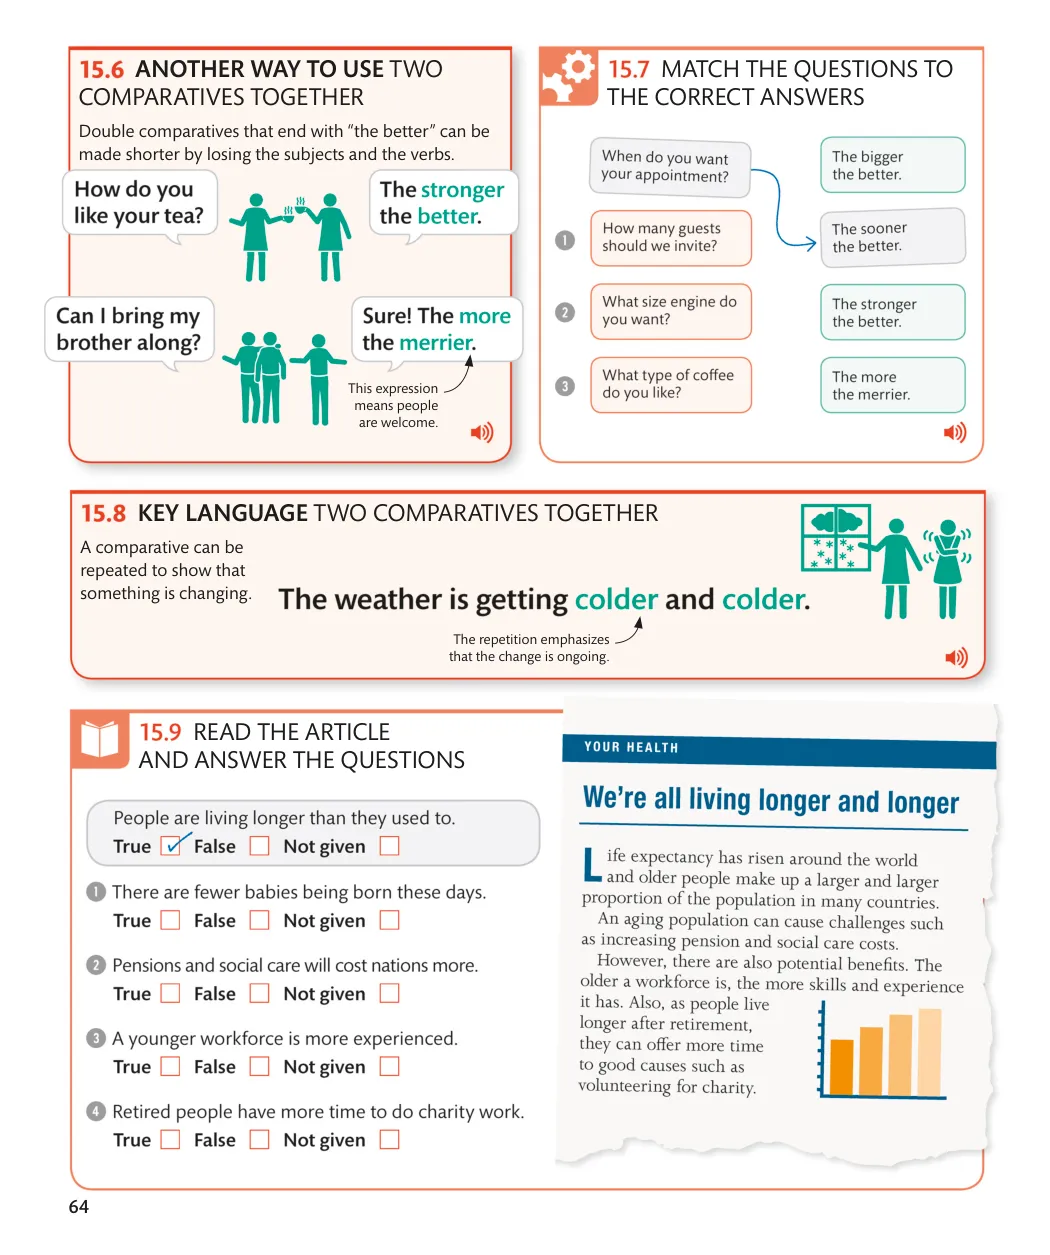 15.6 ANOTHER WAY TO USE TWO
COMPARATIVES TOGETHER
Double comparatives that end with “the better” can be
made shorter by losing the subjects and the verbs.
How do you
like your tea?
The stronger
the better.
Can I bring my
brother along?
Sure! The more
the merrier.
This expression
means people
are welcome.
15.7 MATCH THE QUESTIONS TO
THE CORRECT ANSWERS
When do you want
your appointment?
The bigger
the better.
1
How many guests
should we invite?
The sooner
the better.
2
What size engine do
you want?
The stronger
the better.
3
What type of coffee
do you like?
The more
the merrier.
15.8 KEY LANGUAGE TWO COMPARATIVES TOGETHER
A comparative can be
repeated to show that
something is changing.
The weather is getting colder and colder.
The repetition emphasizes
that the change is ongoing.
15.9 READ THE ARTICLE
AND ANSWER THE QUESTIONS
People are living longer than they used to.
True False Not given
1 There are fewer babies being born these days.
True False Not given
2 Pensions and social care will cost nations more.
True False Not given
3 A younger workforce is more experienced.
True False Not given
4 Retired people have more time to do charity work.
True False Not given
YOUR HEALTH
We’re all living longer and longer
Life expectancy has risen around the world
and older people make up a larger and larger
proportion of the population in many countries.
An aging population can cause challenges such
as increasing pension and social care costs.
However, there are also potential benefits. The
older a workforce is, the more skills and experience
it has. Also, as people live
longer after retirement,
they can offer more time
to good causes such as
volunteering for charity.
64